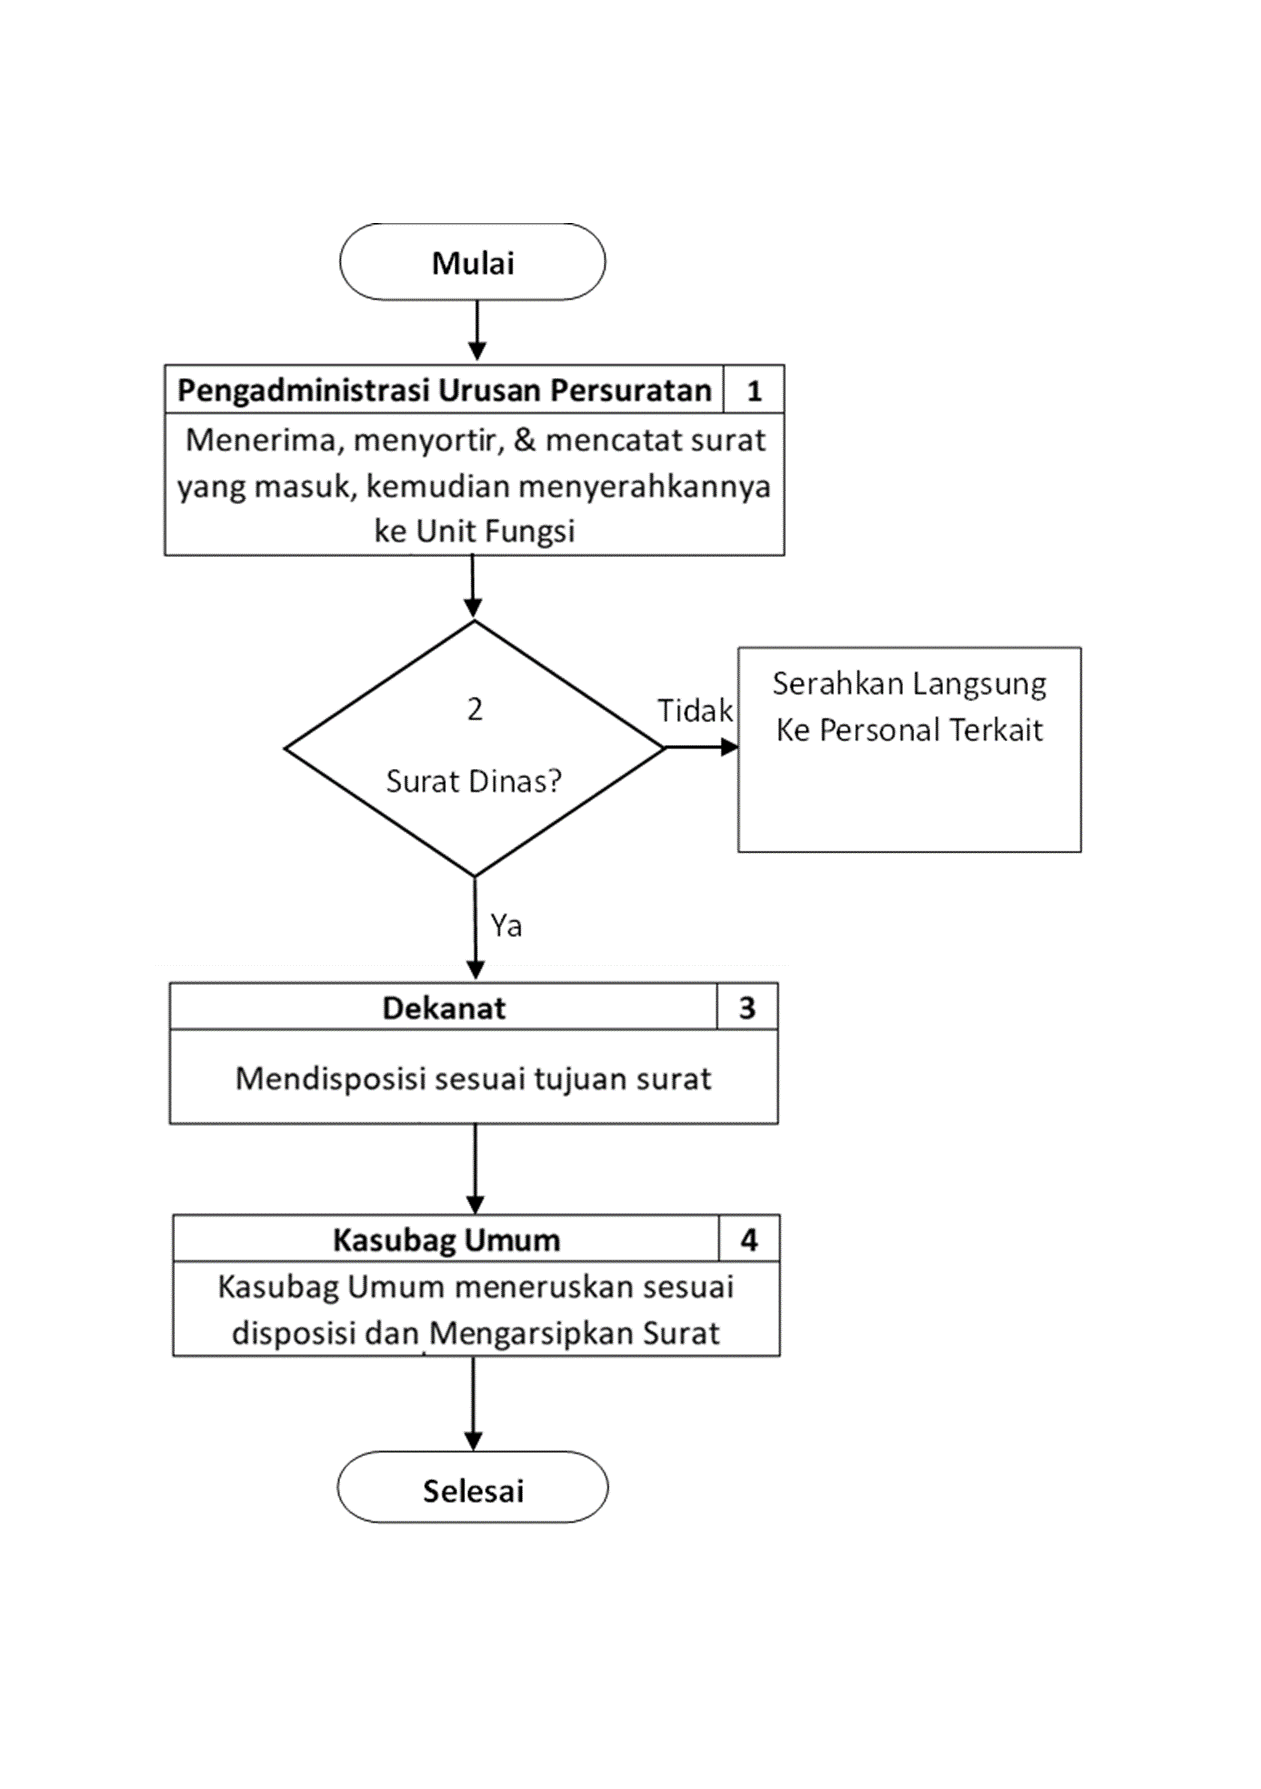 Mulai
Pengadministrasi Urusan Persuratan 1
Menerima, menyortir, & mencatat surat
yang masuk, kemudian menyerahkannya
ke Unit Fungsi
2
Surat Dinas?
Tidak
Serahkan Langsung
Ke Personal Terkait
Ya
Dekanat 3
Mendisposisi sesuai tujuan surat
Kasubag Umum 4
Kasubag Umum meneruskan sesuai
disposisi dan Mengarsipkan Surat
Selesai